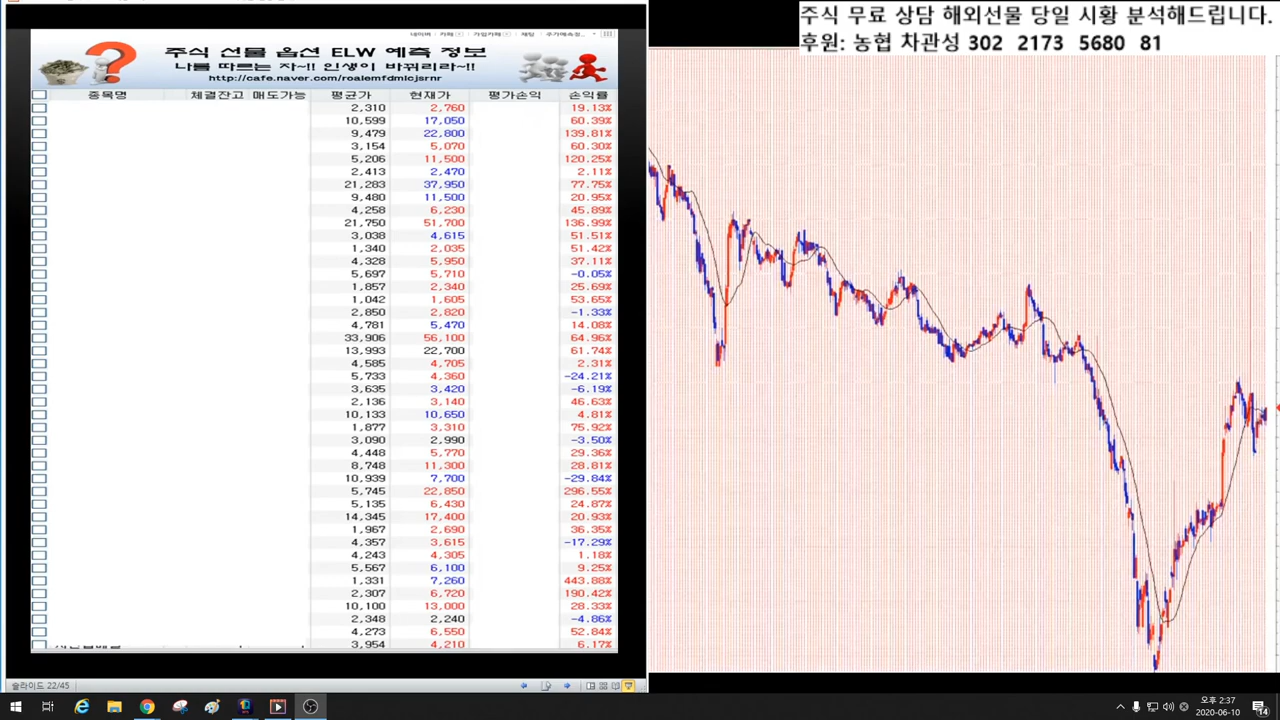 주식 무료 상담 해외선물 당일 시황 분석해드립니다.
후원: 농협 차관성 302 2173 5680 81
네이버 카페 가입카페 채팅
주식 선물 옵션 ELW 예측 정보
나를 따르는 자~!! 인생이 바뀌리라~!!
http://cafe.naver.com/roalemfdmlcjsrnr
종목명 체결잔고 매도가능 평균가 현재가 평가손익 손익률
2,310 2,760 19.13%
10,599 17,050 60.39%
9,479 22,800 139.81%
3,154 5,070 60.30%
5,206 11,500 120.25%
2,413 2,470 2.11%
21,283 37,950 77.75%
9,480 11,500 20.95%
4,258 6,230 45.89%
21,750 51,700 136.99%
3,038 4,615 51.51%
1,340 2,035 51.42%
4,328 5,950 37.11%
5,697 5,710 -0.05%
1,857 2,340 25.69%
1,042 1,605 53.65%
2,850 2,820 -1.33%
4,781 5,470 14.08%
33,906 56,100 64.96%
13,993 22,700 61.74%
4,585 4,705 2.31%
5,733 4,360 -24.21%
3,635 3,420 -6.19%
2,136 3,140 46.63%
10,133 10,650 4.81%
1,877 3,310 75.92%
3,090 2,990 -3.50%
4,448 5,770 29.36%
8,748 11,300 28.81%
10,939 7,700 -29.84%
5,745 22,850 296.55%
5,135 6,430 24.87%
14,345 17,400 20.93%
1,967 2,690 36.35%
4,357 3,615 -17.29%
4,243 4,305 1.18%
5,567 6,100 9.25%
1,331 7,260 443.88%
2,307 6,720 190.42%
10,100 13,000 28.33%
2,348 2,240 -4.86%
4,273 6,550 52.84%
3,954 4,210 6.17%
슬라이드 22/45
오후 2:37
2020-06-10
14